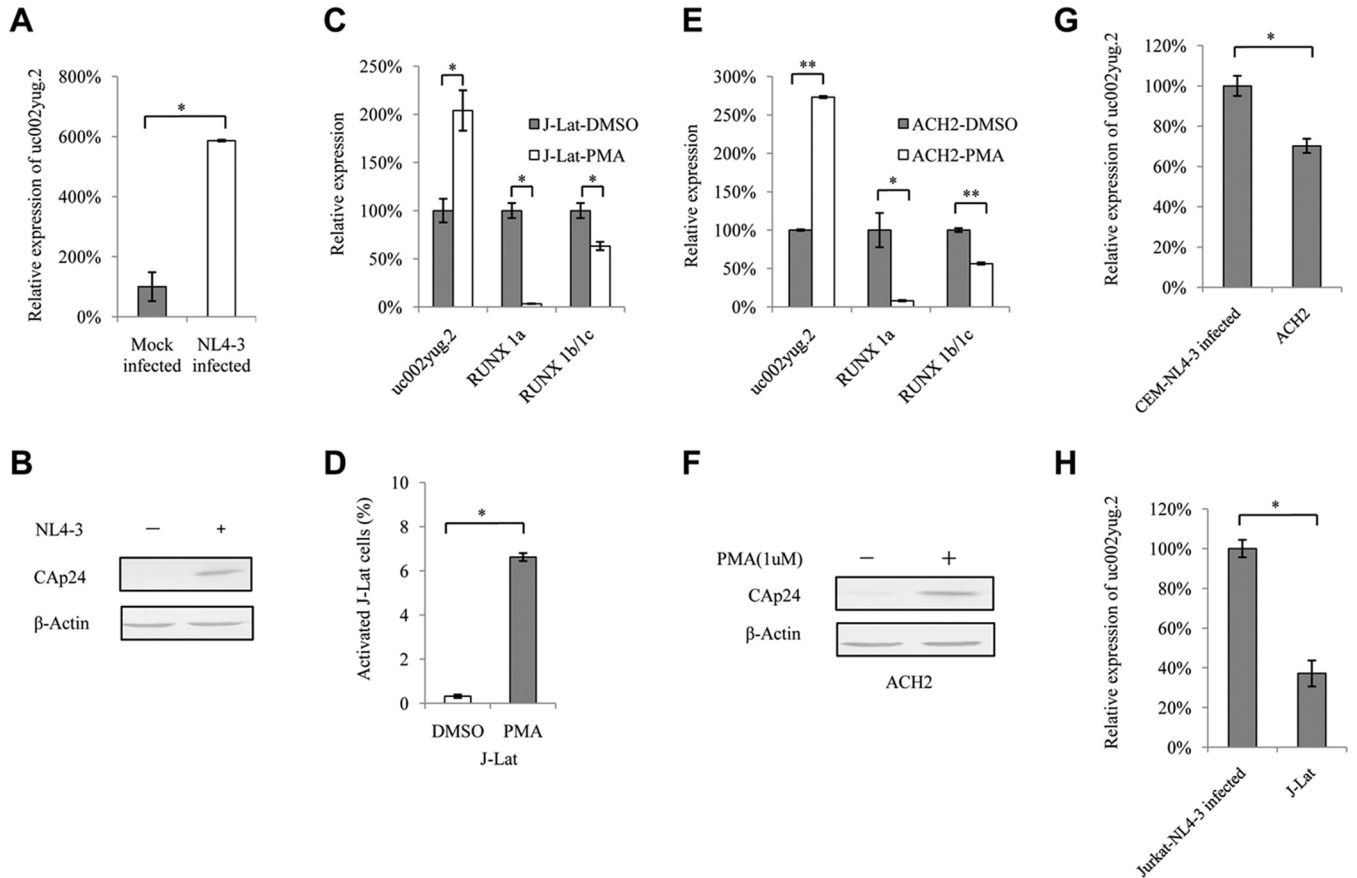 A
Relative expression of uc002yug.2
800%
600%
400%
200%
0%
*
Mock infected
NL4-3 infected
B
NL4-3
— +
CAp24
β-Actin
C
Relative expression
250%
200%
150%
100%
50%
0%
*
*
*
J-Lat-DMSO
J-Lat-PMA
uc002yug.2
RUNX 1a
RUNX 1b/1c
D
Activated J-Lat cells (%)
10
8
6
4
2
0
*
DMSO PMA
J-Lat
E
Relative expression
300%
250%
200%
150%
100%
50%
0%
**
*
**
ACH2-DMSO
ACH2-PMA
uc002yug.2
RUNX 1a
RUNX 1b/1c
F
PMA(1uM) — +
CAp24
β-Actin
ACH2
G
Relative expression of uc002yug.2
120%
100%
80%
60%
40%
20%
0%
*
CEM-NL4-3 infected
ACH2
H
Relative expression of uc002yug.2
120%
100%
80%
60%
40%
20%
0%
*
Jurkat-NL4-3 infected
J-Lat